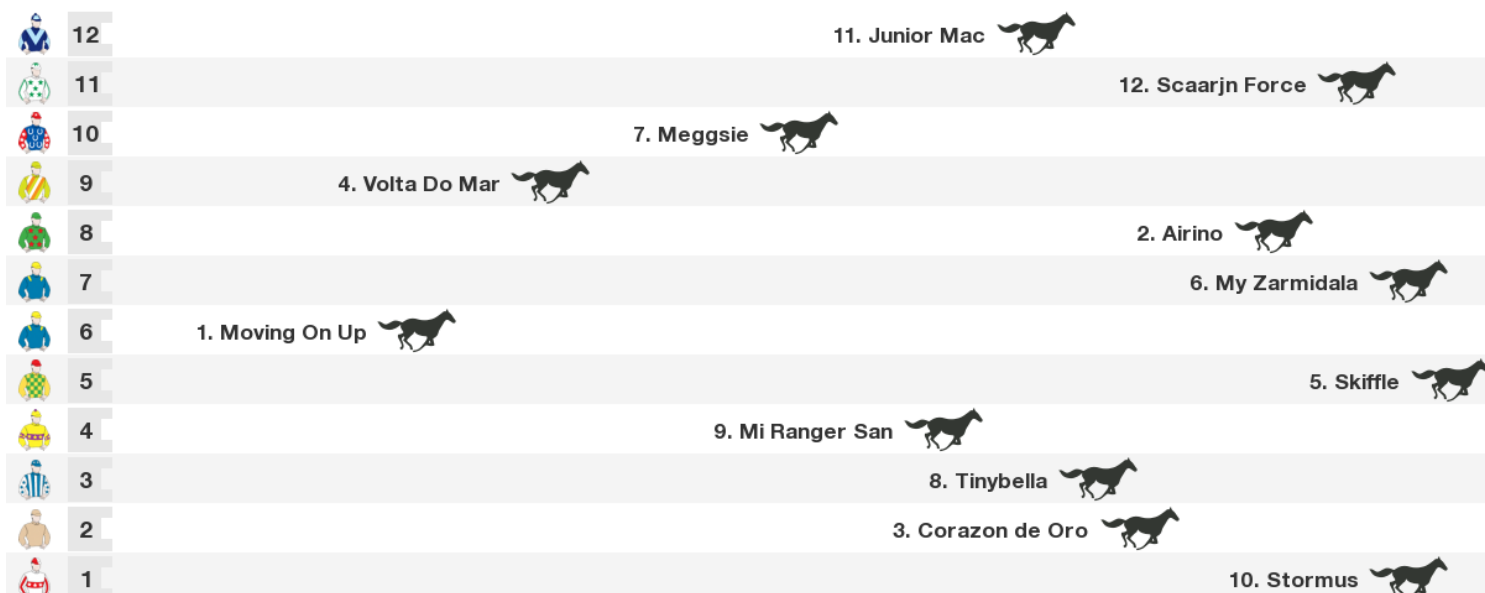 12 11. Junior Mac
11 12. Scaarjn Force
10 7. Meggsie
9 4. Volta Do Mar
8 2. Airino
7 6. My Zarmidala
6 1. Moving On Up
5 5. Skiffle
4 9. Mi Ranger San
3 8. Tinybella
2 3. Corazon de Oro
1 10. Stormus